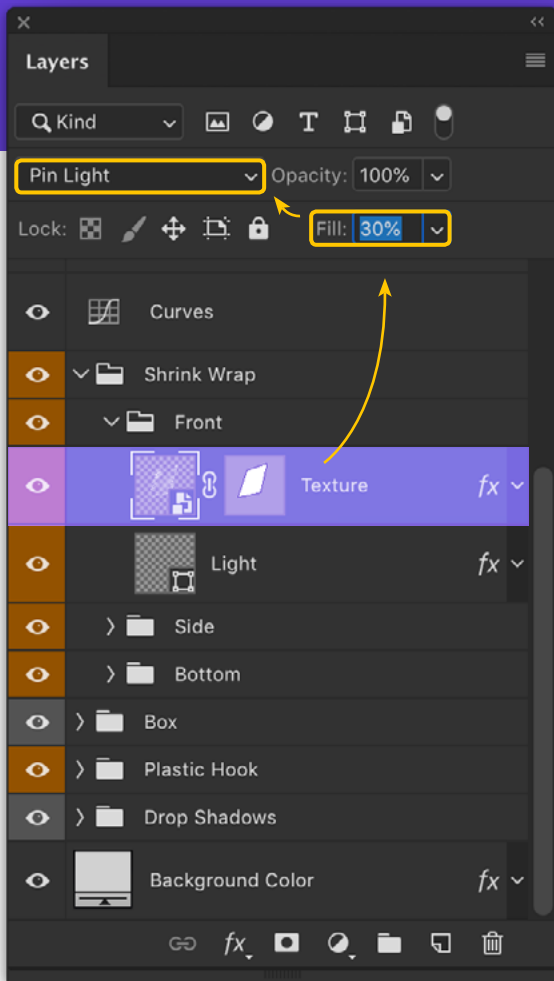 Layers
Kind
Pin Light Opacity: 100%
Lock: Fill: 30%
Curves
Shrink Wrap
Front
Texture fx
Light fx
Side
Bottom
Box
Plastic Hook
Drop Shadows
Background Color fx
fx